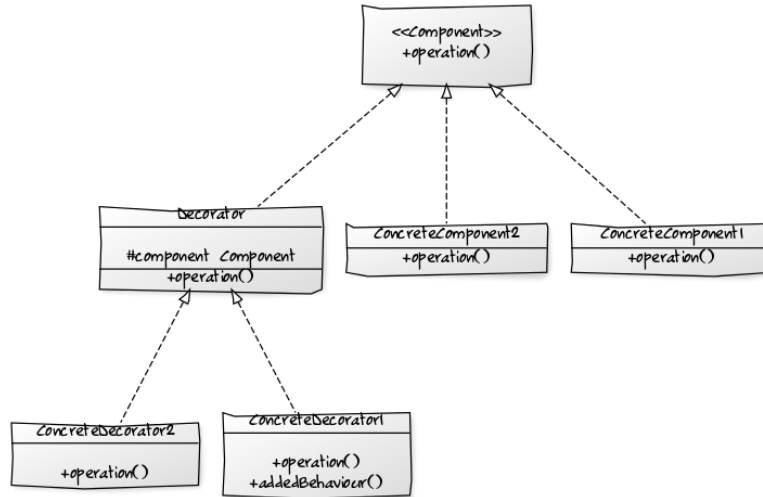 <<Component>>
+operation()
Decorator
#component Component
+operation()
ConcreteComponent2
+operation()
ConcreteComponent1
+operation()
ConcreteDecorator2
+operation()
ConcreteDecorator1
+operation()
+addedBehaviour()